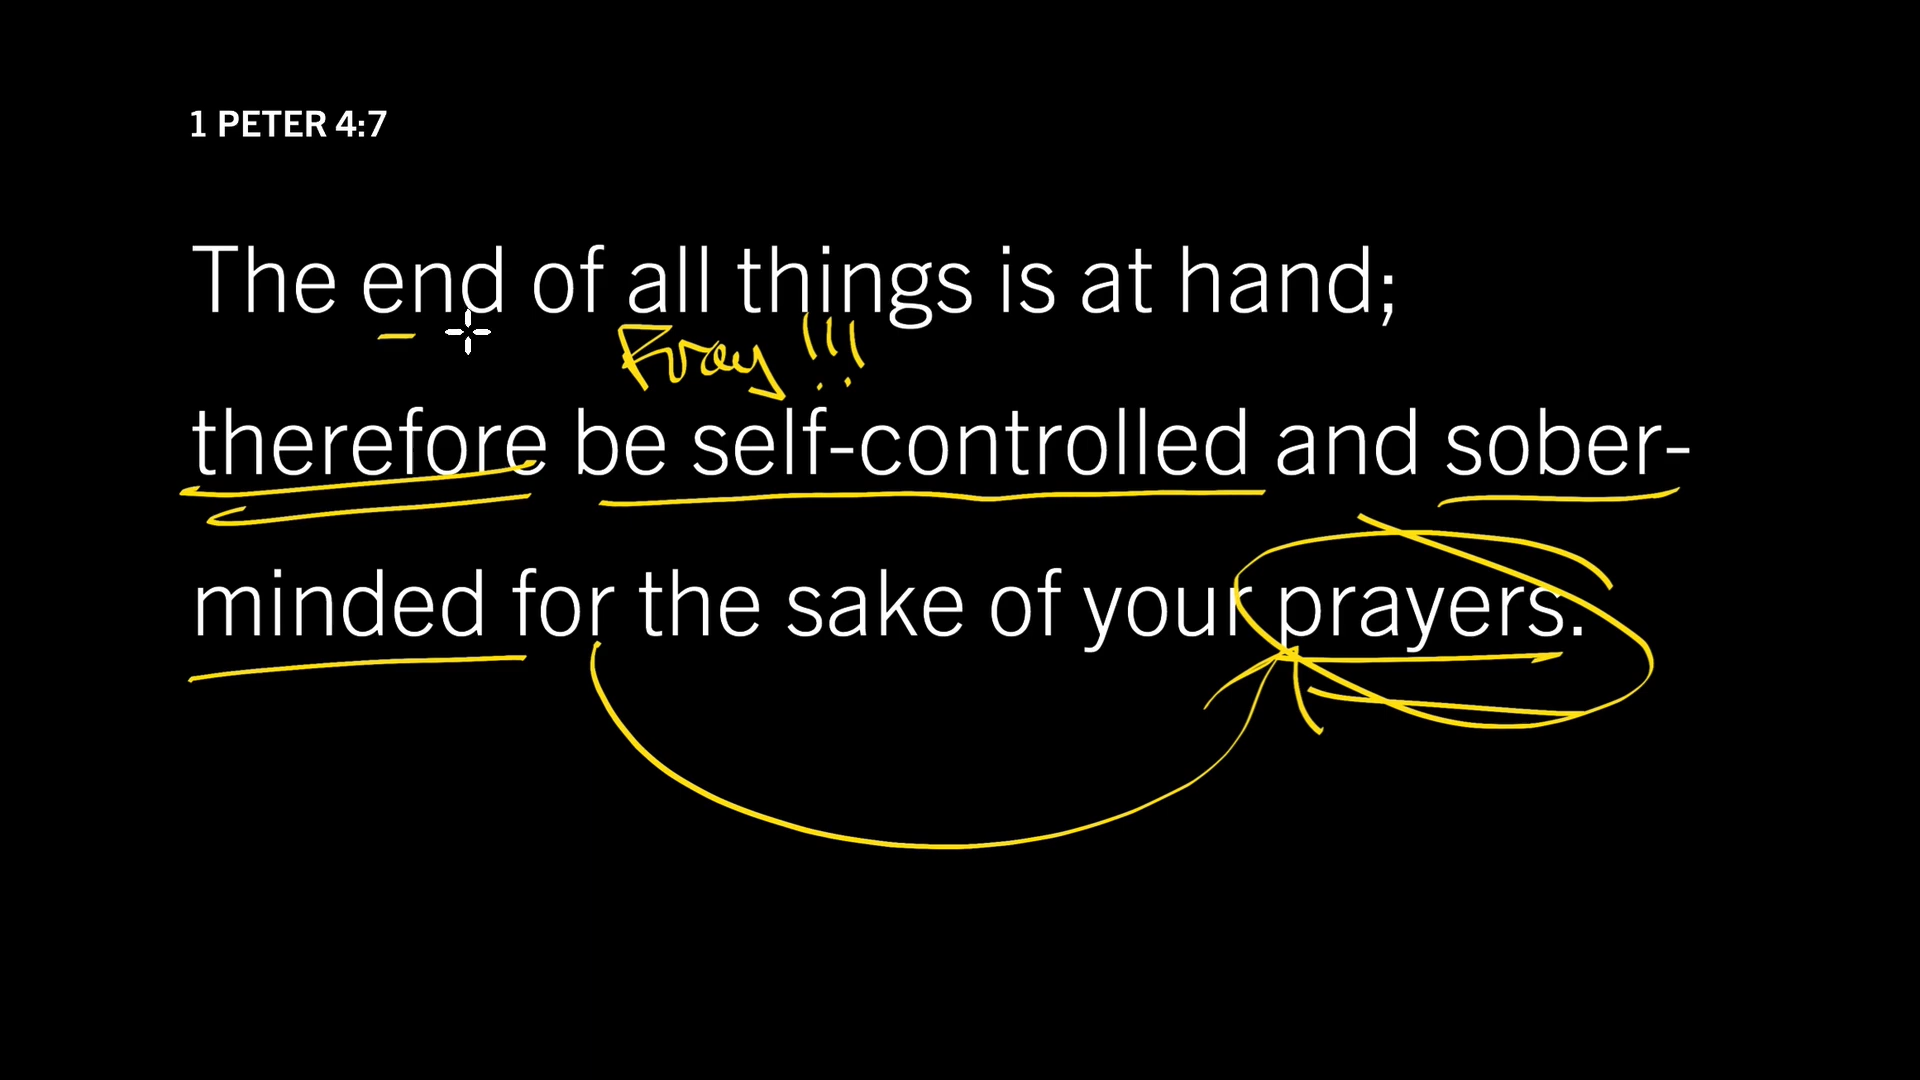 1 PETER 4:7
The end of all things is at hand;
Pray!!!
therefore be self-controlled and sober-
minded for the sake of your prayers.